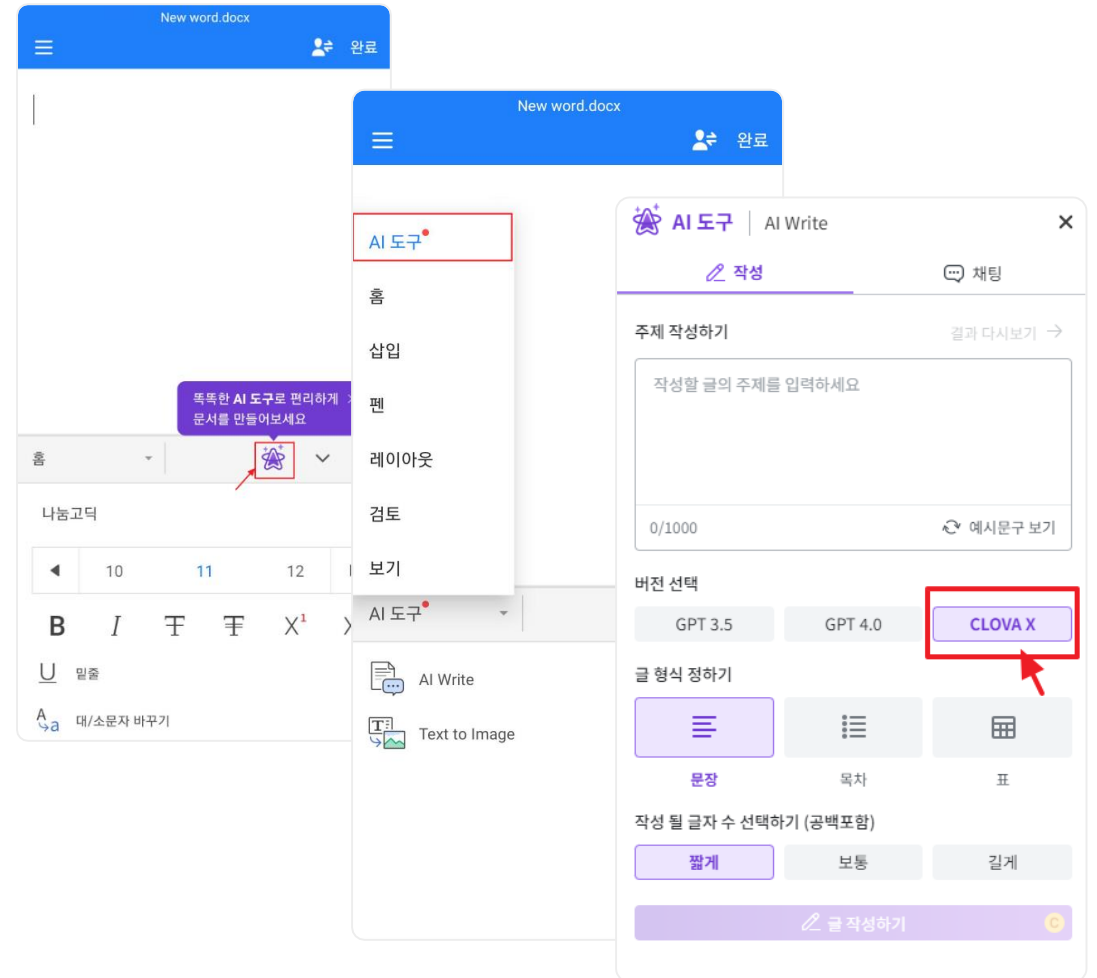 New word.docx
완료
똑똑한 AI 도구로 편리하게
문서를 만들어보세요
홈
나눔고딕
10 11 12
B I T T X1
U 밑줄
Aa 대/소문자 바꾸기
New word.docx
완료
AI 도구
홈
삽입
펜
레이아웃
검토
보기
AI 도구
AI Write
Text to Image
AI 도구 AI Write
작성 채팅
주제 작성하기 결과 다시보기
작성할 글의 주제를 입력하세요
0/1000 예시문구 보기
버전 선택
GPT 3.5 GPT 4.0 CLOVA X
글 형식 정하기
문장 목차 표
작성 될 글자 수 선택하기 (공백포함)
짧게 보통 길게
글 작성하기 C